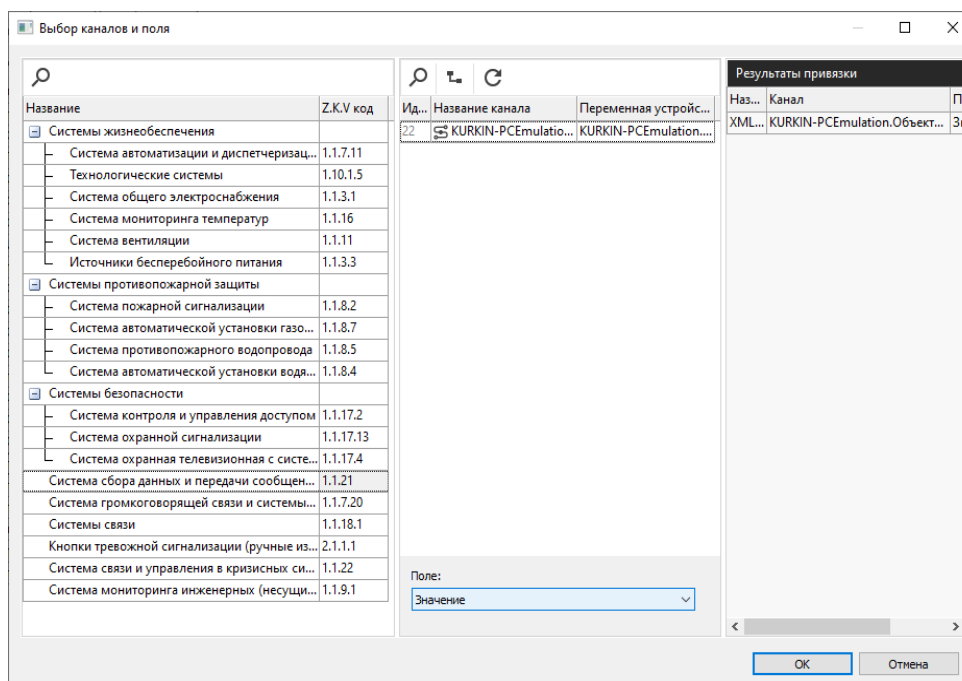 Выбор каналов и поля
Название Z.K.V код
Системы жизнеобеспечения
Система автоматизации и диспетчеризац... 1.1.7.11
Технологические системы 1.10.1.5
Система общего электроснабжения 1.1.3.1
Система мониторинга температур 1.1.16
Система вентиляции 1.1.11
Источники бесперебойного питания 1.1.3.3
Системы противопожарной защиты
Система пожарной сигнализации 1.1.8.2
Система автоматической установки газо... 1.1.8.7
Система противопожарного водопровода 1.1.8.5
Система автоматической установки водя... 1.1.8.4
Системы безопасности
Система контроля и управления доступом 1.1.17.2
Система охранной сигнализации 1.1.17.13
Система охранная телевизионная с систе... 1.1.17.4
Система сбора данных и передачи сообщен... 1.1.21
Система громкоговорящей связи и системы... 1.1.7.20
Системы связи 1.1.18.1
Кнопки тревожной сигнализации (ручные из... 2.1.1.1
Система связи и управления в кризисных си... 1.1.22
Система мониторинга инженерных (несущи... 1.1.9.1
Ид... Название канала Переменная устройс...
22 KURKIN-PCEmulatio... KURKIN-PCEmulation....
Поле:
Значение
Результаты привязки
Наз... Канал П
XML... KURKIN-PCEmulation.Объект... Зн
OK Отмена